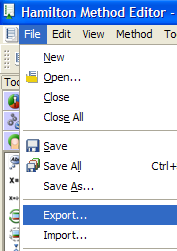 Hamilton Method Editor -
File Edit View Method To
Too
New
Open...
Close
Close All
Save
Save All Ctrl+
Save As...
Export...
Import...